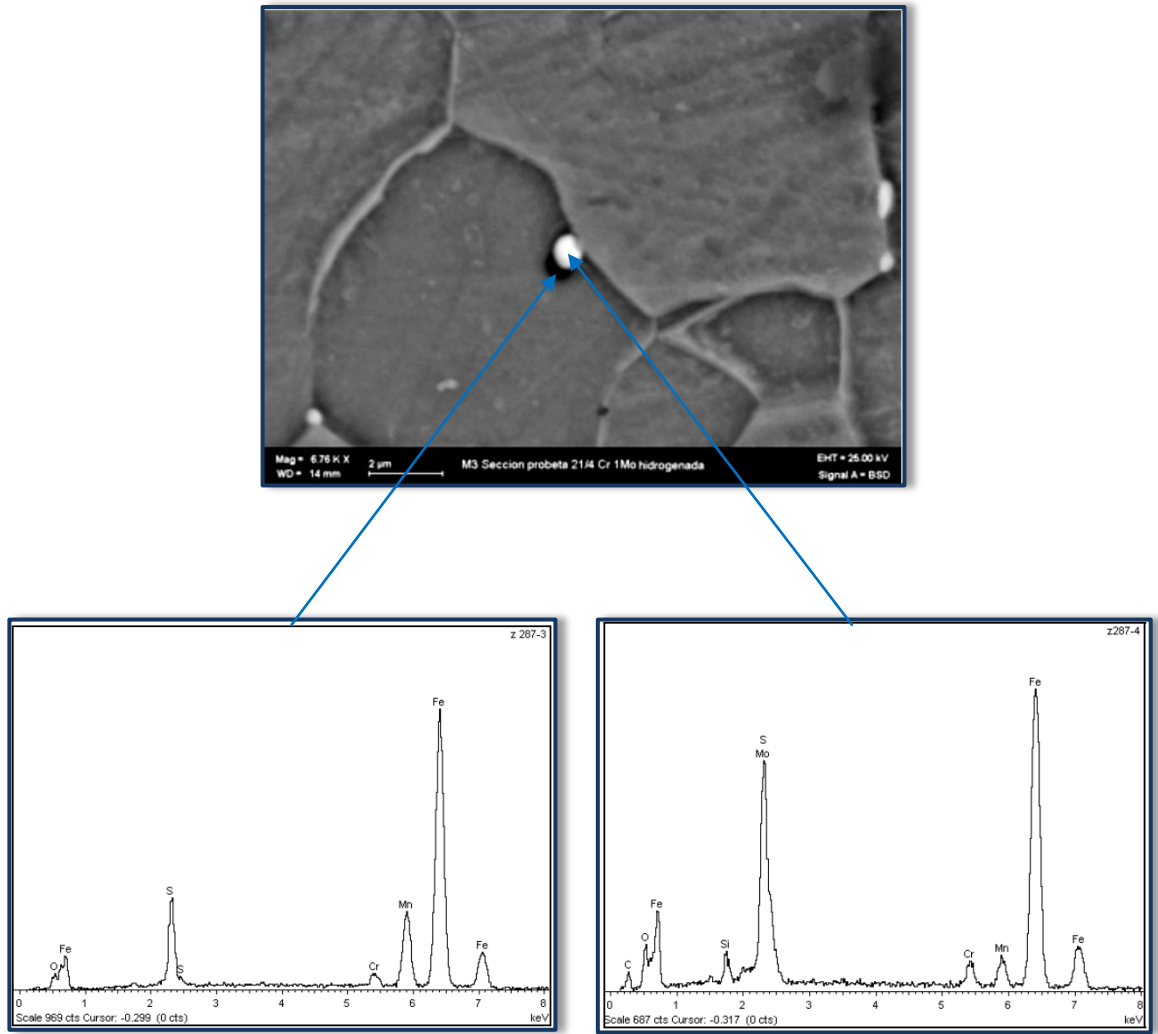 Mag = 6.76 K X
WD = 14 mm
2 µm
M3 Seccion probeta 21/4 Cr 1Mo hidrogenada
EHT = 25.00 kV
Signal A = BSD
z 287-3
Fe
S
Mn
Fe
Fe
O
S
Cr
0 1 2 3 4 5 6 7 8
Scale 969 cts Cursor: -0.299 (0 cts)
keV
z287-4
Fe
S
Mo
Fe
O
Si
Cr
Mn
Fe
C
0 1 2 3 4 5 6 7 8
Scale 687 cts Cursor: -0.317 (0 cts)
keV